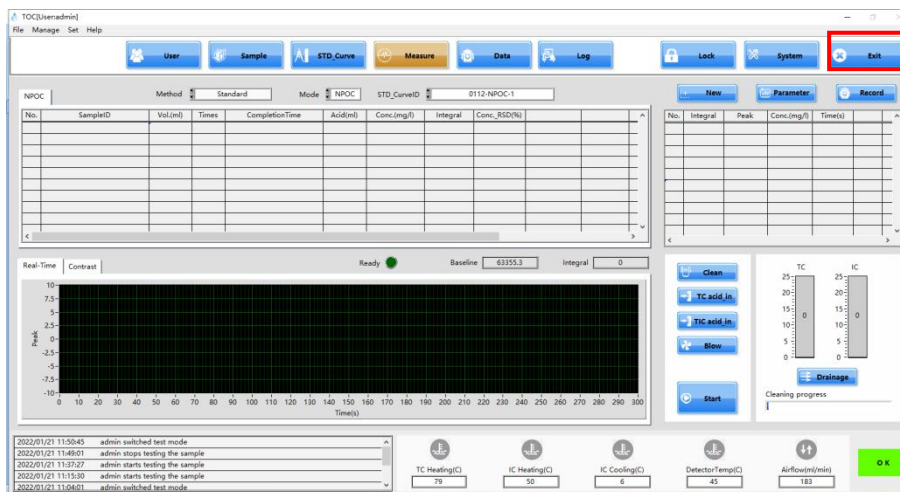 TOC[User:admin]
File Manage Set Help
User Sample STD_Curve Measure Data Log Lock System Exit
NPOC Method Standard Mode NPOC STD_CurveID 0112-NPOC-1 New Parameter Record
No. SampleID Vol.(ml) Times CompletionTime Acid(ml) Conc.(mg/l) Integral Conc._RSD(%)
No. Integral Peak Conc.(mg/l) Time(s)
Real-Time Contrast Ready Baseline 63355.3 Integral 0
10
7.5
5
2.5
0
-2.5
-5
-7.5
-10
Peak
0 10 20 30 40 50 60 70 80 90 100 110 120 130 140 150 160 170 180 190 200 210 220 230 240 250 260 270 280 290 300
Time(s)
Clean
TC acid_in
TIC acid_in
Blow
Start
TC IC
25 25
20 20
15 15
0 0
10 10
5 5
0 0
Drainage
Cleaning progress
2022/01/21 11:50:45 admin switched test mode
2022/01/21 11:49:01 admin stops testing the sample
2022/01/21 11:37:27 admin starts testing the sample
2022/01/21 11:15:30 admin starts testing the sample
2022/01/21 11:04:01 admin switched test mode
TC Heating(C) IC Heating(C) IC Cooling(C) DetectorTemp(C) Airflow(ml/min)
79 50 6 45 183
OK